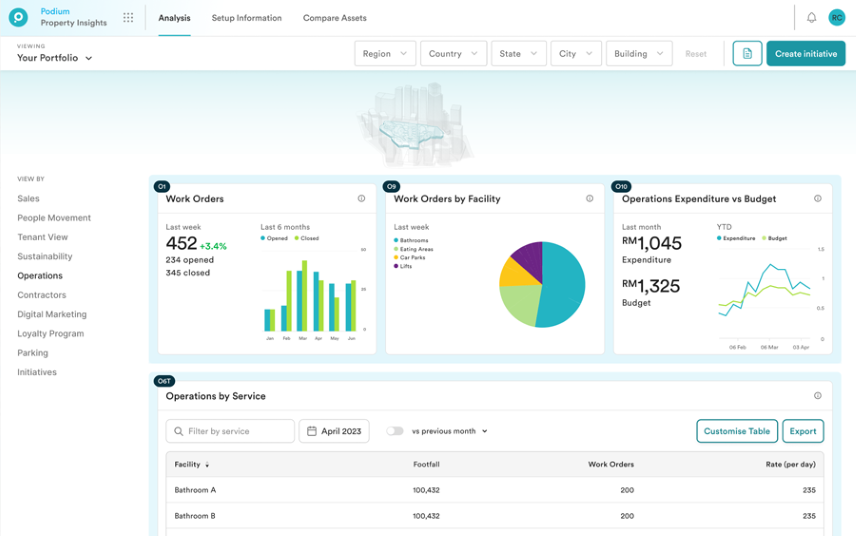 Podium
Property Insights
Analysis
Setup Information
Compare Assets
RC
VIEWING
Your Portfolio
Region
Country
State
City
Building
Reset
Create initiative
VIEW BY
Sales
People Movement
Tenant View
Sustainability
Operations
Contractors
Digital Marketing
Loyalty Program
Parking
Initiatives
O1
Work Orders
Last week
452 +3.4%
234 opened
345 closed
Last 6 months
Opened Closed
Jan Feb Mar Apr May Jun
0
O9
Work Orders by Facility
Last week
Bathrooms
Eating Areas
Car Parks
Lifts
O10
Operations Expenditure vs Budget
Last month
RM1,045
Expenditure
RM1,325
Budget
YTD
Expenditure Budget
1.5
1
0.5
0
06 Feb 06 Mar 03 Apr
O6T
Operations by Service
Filter by service
April 2023
vs previous month
Customise Table
Export
Facility Footfall Work Orders Rate (per day)
Bathroom A 100,432 200 235
Bathroom B 100,432 200 235